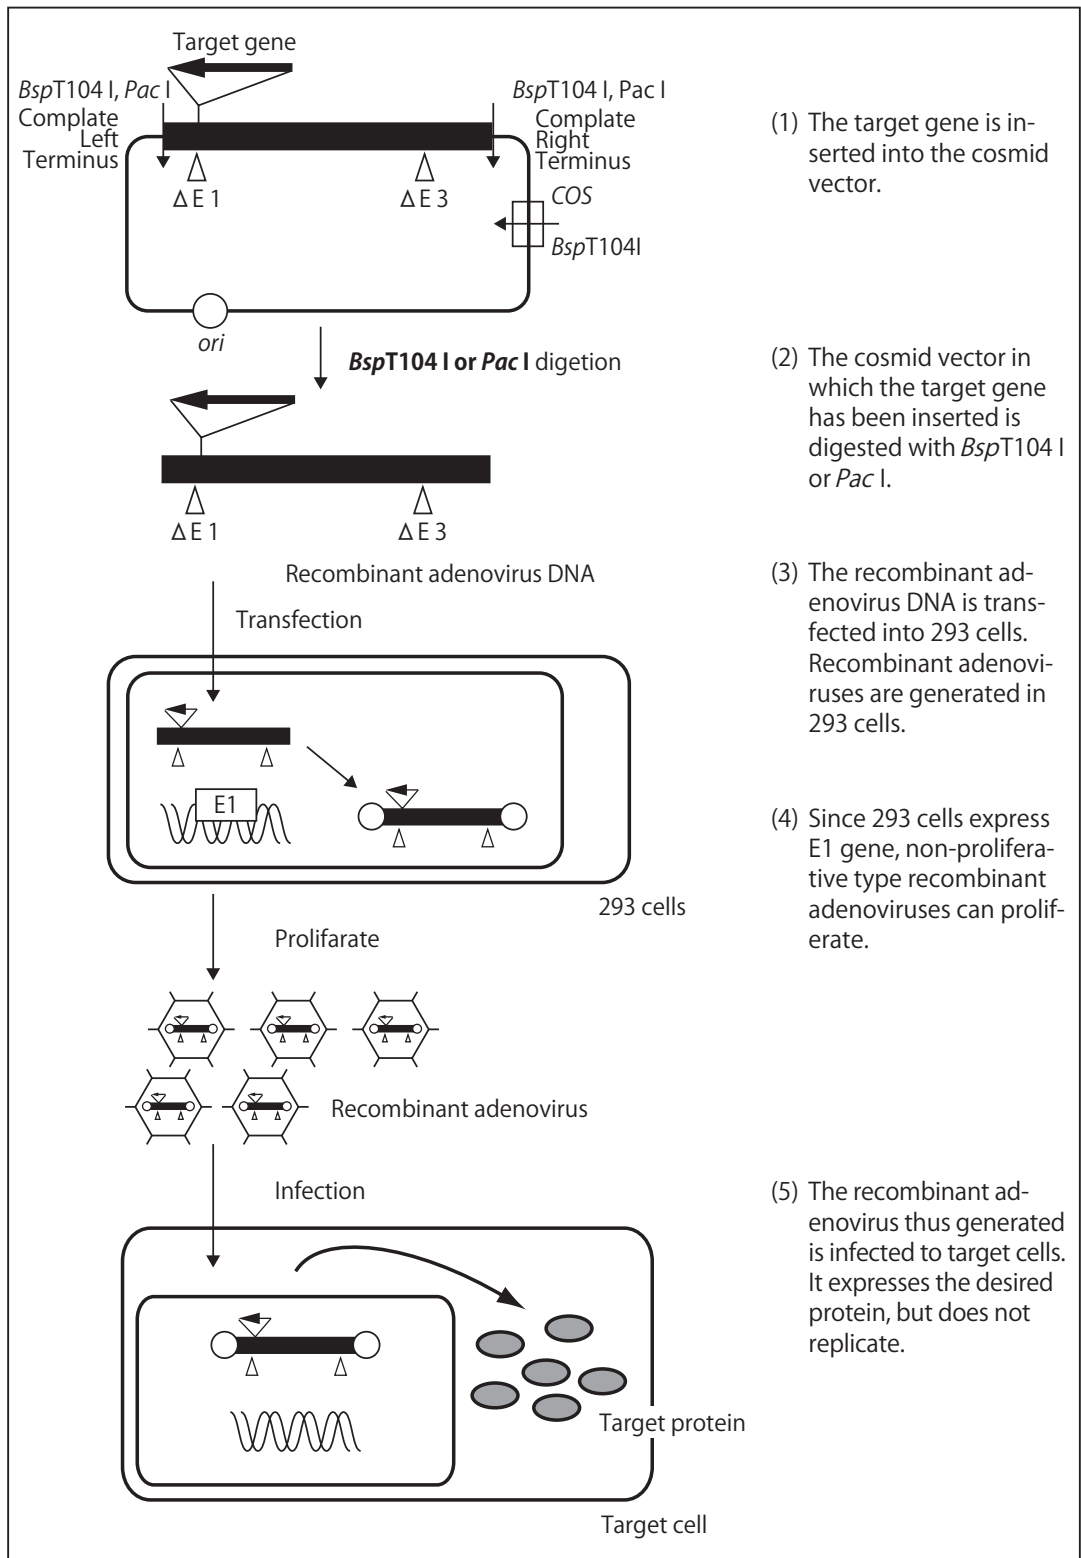 Target gene
BspT104 I, Pac I
Complate
Left
Terminus
BspT104 I, Pac I
Complate
Right
Terminus
Δ E 1
Δ E 3
COS
BspT104I
ori
(1) The target gene is in-
serted into the cosmid
vector.
BspT104 I or Pac I digetion
Δ E 1
Δ E 3
(2) The cosmid vector in
which the target gene
has been inserted is
digested with BspT104 I
or Pac I.
Recombinant adenovirus DNA
Transfection
(3) The recombinant ad-
enovirus DNA is trans-
fected into 293 cells.
Recombinant adenovi-
ruses are generated in
293 cells.
E1
293 cells
(4) Since 293 cells express
E1 gene, non-prolifera-
tive type recombinant
adenoviruses can prolif-
erate.
Prolifarate
Recombinant adenovirus
Infection
(5) The recombinant ad-
enovirus thus generated
is infected to target cells.
It expresses the desired
protein, but does not
replicate.
Target protein
Target cell